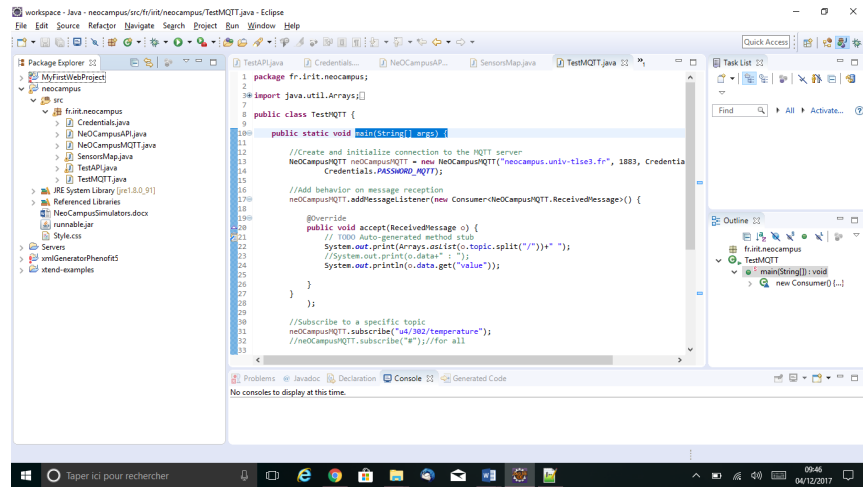 workspace - Java - neocampus/src/fr/irit/neocampus/TestMQTT.java - Eclipse
File Edit Source Refactor Navigate Search Project Run Window Help
Quick Access
Package Explorer
MyFirstWebProject
neocampus
src
fr.irit.neocampus
Credentials.java
NeOCampusAPI.java
NeOCampusMQTT.java
SensorsMap.java
TestAPI.java
TestMQTT.java
JRE System Library [jre1.8.0_91]
Referenced Libraries
NeoCampusSimulators.docx
runnable.jar
Style.css
Servers
xmlGeneratorPhenofit5
xtend-examples
TestAPI.java Credentials.... NeOCampusAP... SensorsMap.java TestMQTT.java
1 package fr.irit.neocampus;
2
3 import java.util.Arrays;
7
8 public class TestMQTT {
9
10 public static void main(String[] args) {
11
12 //Create and initialize connection to the MQTT server
13 NeOCampusMQTT neOCampusMQTT = new NeOCampusMQTT("neocampus.univ-tlse3.fr", 1883, Credentia
14 Credentials.PASSWORD_MQTT);
15
16 //Add behavior on message reception
17 neOCampusMQTT.addMessageListener(new Consumer<NeOCampusMQTT.ReceivedMessage>() {
18
19 @Override
20 public void accept(ReceivedMessage o) {
21 // TODO Auto-generated method stub
22 System.out.print(Arrays.asList(o.topic.split("/"))+" ");
23 //System.out.print(o.data+" : ");
24 System.out.println(o.data.get("value"));
25
26 }
27 }
28 );
29
30 //Subscribe to a specific topic
31 neOCampusMQTT.subscribe("u4/302/temperature");
32 //neOCampusMQTT.subscribe("#");//for all
33
Problems Javadoc Declaration Console Generated Code
No consoles to display at this time.
Task List
Find All Activate...
Outline
fr.irit.neocampus
TestMQTT
main(String[]) : void
new Consumer() {...}
Taper ici pour rechercher
09:46
04/12/2017